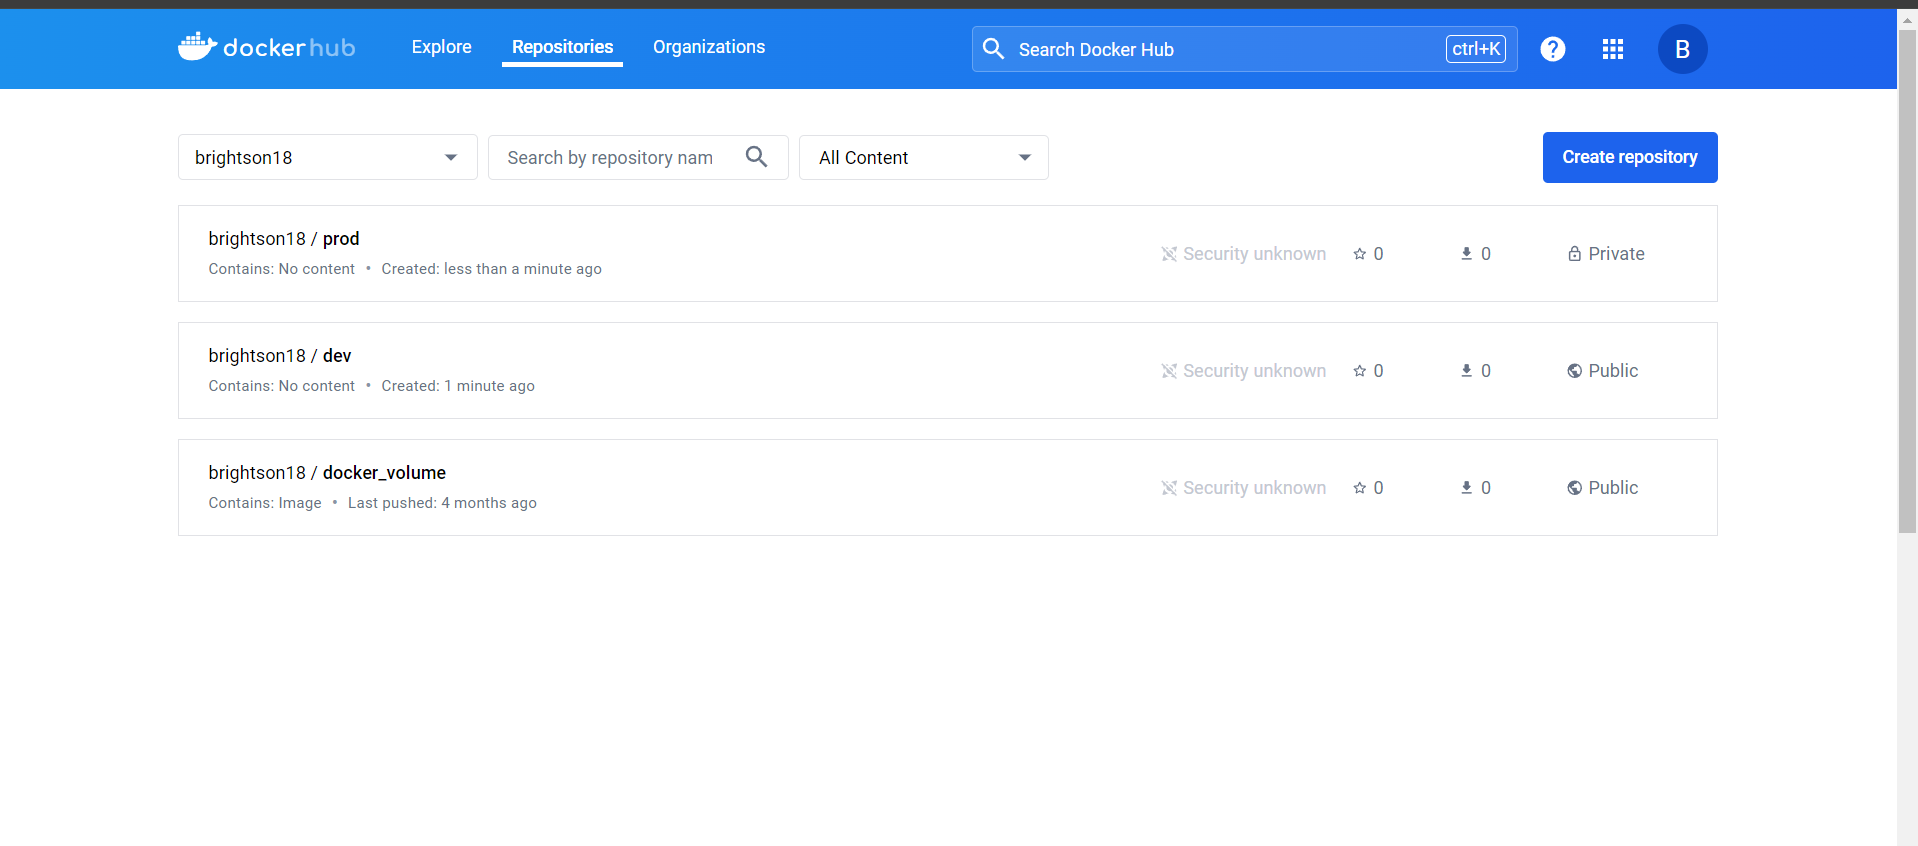 dockerhub Explore Repositories Organizations Search Docker Hub ctrl+K ? B
brightson18 Search by repository nam All Content Create repository
brightson18 / prod
Contains: No content • Created: less than a minute ago
Security unknown 0 0 Private
brightson18 / dev
Contains: No content • Created: 1 minute ago
Security unknown 0 0 Public
brightson18 / docker_volume
Contains: Image • Last pushed: 4 months ago
Security unknown 0 0 Public